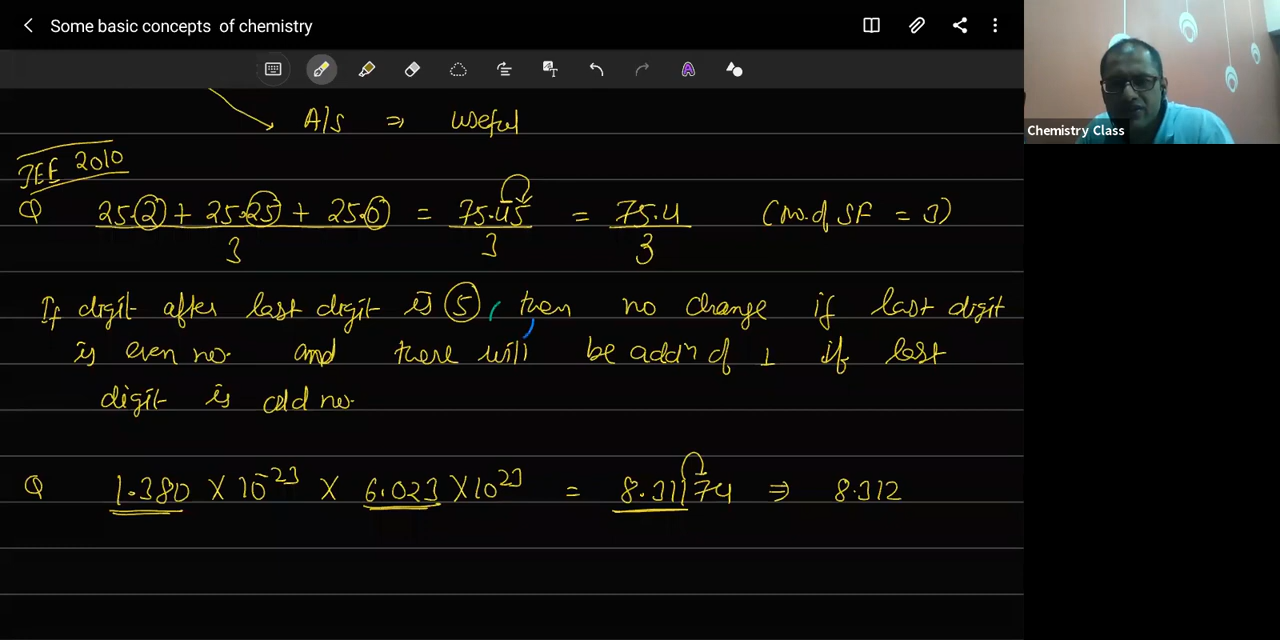 Some basic concepts of chemistry
A/s ⇒ useful
Chemistry Class
JEE 2010
Q (25.2 + 25.25 + 25.0)/3 = 75.45/3 = 75.4/3 (no. of SF = 3)
If digit after last digit is 5, then no change if last digit
is even no. and there will be addn of 1 if last
digit is odd no.
Q 1.380 × 10^-23 × 6.023 × 10^23 = 8.31174 ⇒ 8.312